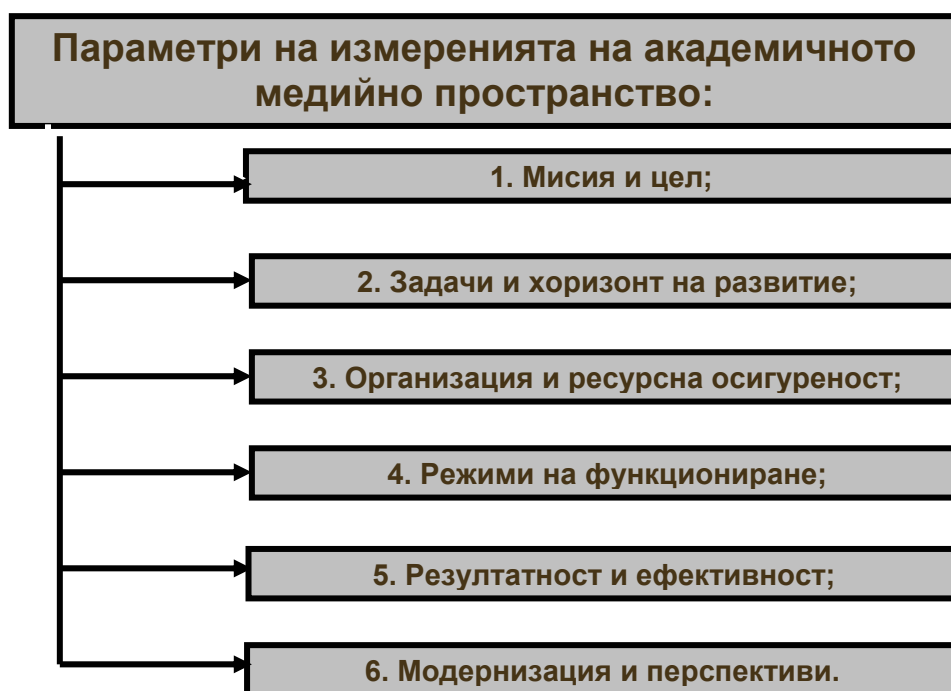 Параметри на измеренията на академичното
медийно пространство:
1. Мисия и цел;
2. Задачи и хоризонт на развитие;
3. Организация и ресурсна осигуреност;
4. Режими на функциониране;
5. Резултатност и ефективност;
6. Модернизация и перспективи.